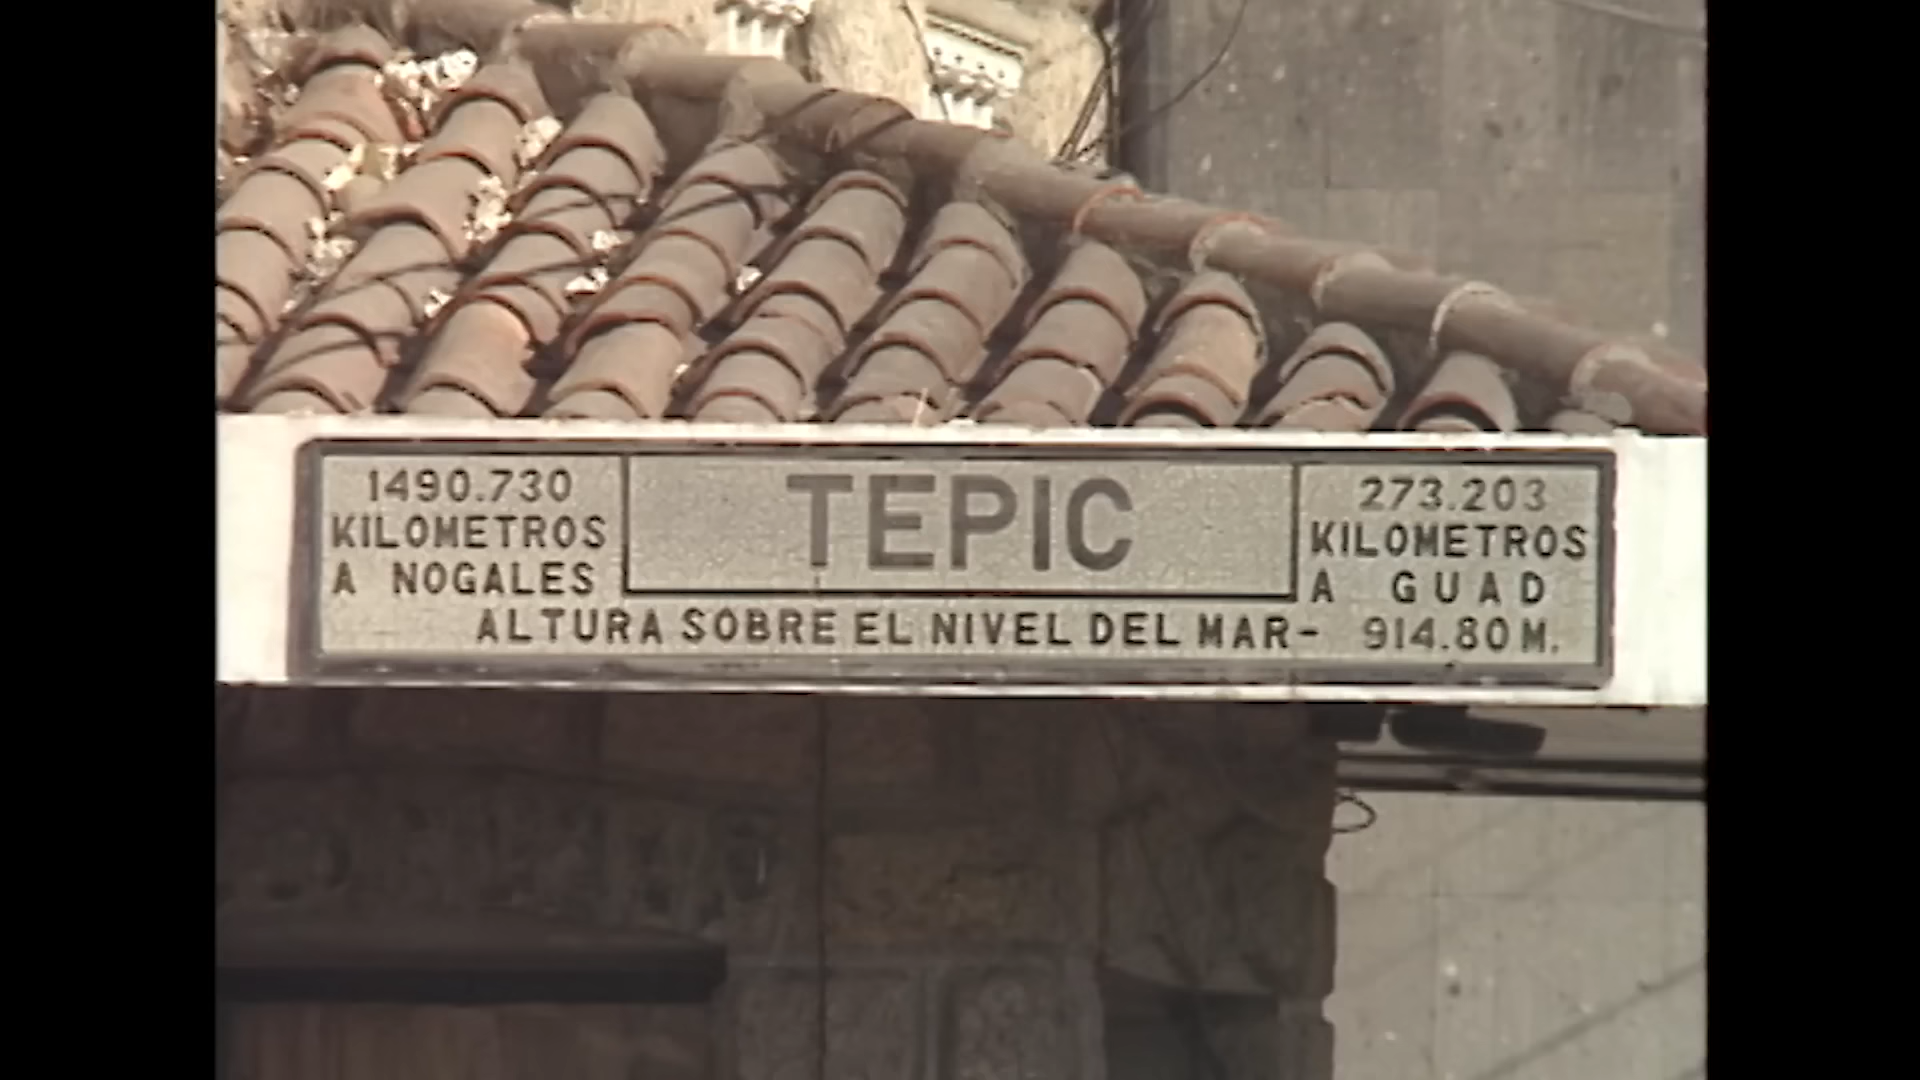 1490.730
KILOMETROS
A NOGALES
TEPIC
273.203
KILOMETROS
A GUAD
ALTURA SOBRE EL NIVEL DEL MAR- 914.80 M.